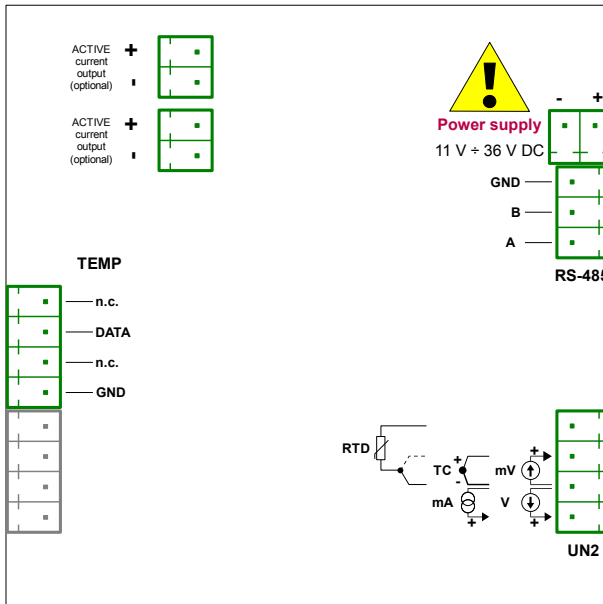 ACTIVE +
current
output
(optional) -
ACTIVE +
current
output
(optional) -
- +
Power supply
11 V ÷ 36 V DC
GND
B
A
RS-485
TEMP
n.c.
DATA
n.c.
GND
RTD
+
TC
-
mA
+
+
mV
V
+
UN2